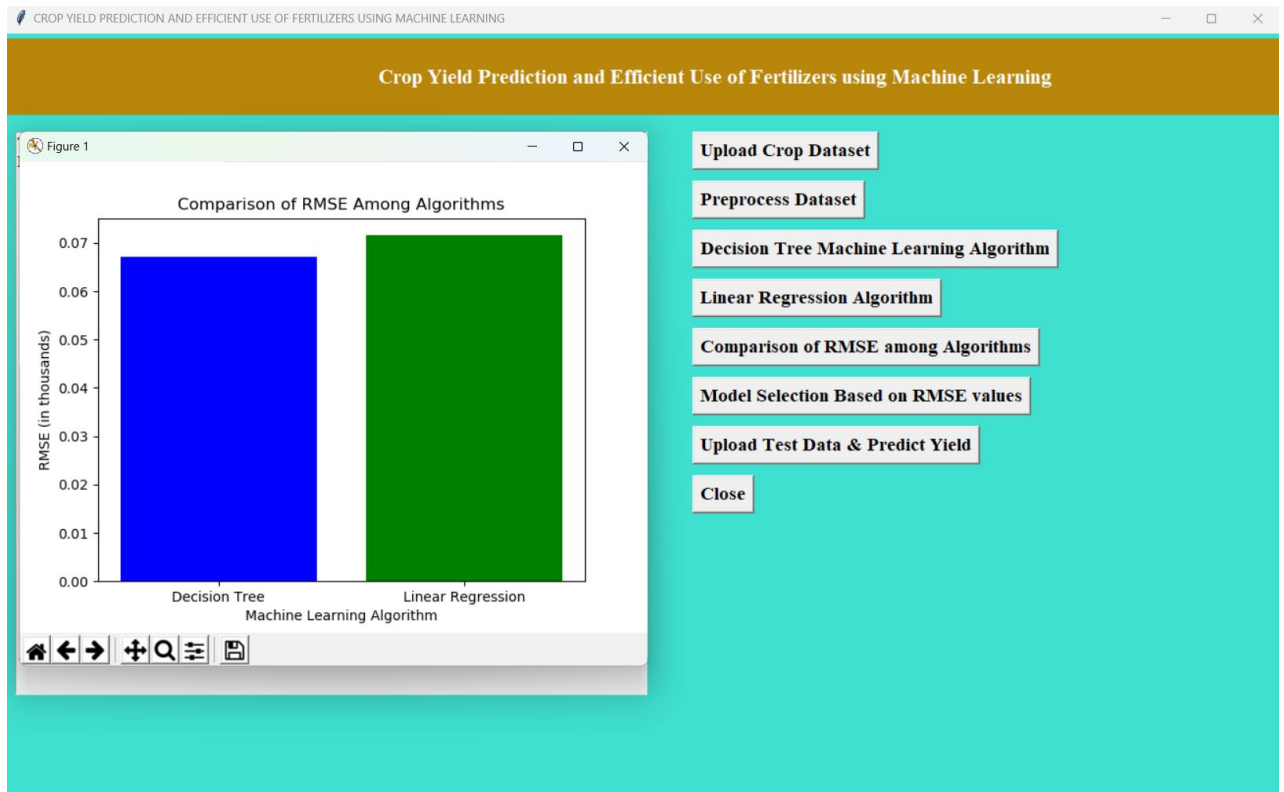 CROP YIELD PREDICTION AND EFFICIENT USE OF FERTILIZERS USING MACHINE LEARNING
Crop Yield Prediction and Efficient Use of Fertilizers using Machine Learning
Figure 1
Comparison of RMSE Among Algorithms
RMSE (in thousands)
0.07
0.06
0.05
0.04
0.03
0.02
0.01
0.00
Decision Tree
Linear Regression
Machine Learning Algorithm
Upload Crop Dataset
Preprocess Dataset
Decision Tree Machine Learning Algorithm
Linear Regression Algorithm
Comparison of RMSE among Algorithms
Model Selection Based on RMSE values
Upload Test Data & Predict Yield
Close